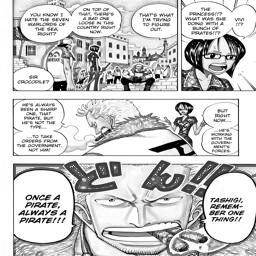 VIVI
!?
THE
PRINCESS!?
WHAT WAS
SHE DOING
WITH A
BUNCH OF
PIRATES!?
THAT'S WHAT
I'M TRYING
TO FIGURE
OUT.
ON TOP OF
THAT, THERE'S
A BAD ONE
LOOSE IN THIS
COUNTRY RIGHT
NOW.
YOU KNOW I
HATE THE SEVEN
WARLORDS OF
THE SEA,
RIGHT?
SIR
CROCODILE?
BUT
RIGHT
NOW...
...HE'S
WORKING
WITH THE
GOVERN-
MENT'S
FORCES.
HE'S ALWAYS
BEEN A SHARP
ONE, THAT
PIRATE. BUT
HE'S NOT THE
TYPE...
...TO TAKE
ORDERS FROM
THE GOVERNMENT,
NOT HIM!
どん!!
TASHIGI,
REMEM-
BER ONE
THING!!
ONCE A
PIRATE,
ALWAYS A
PIRATE!!!